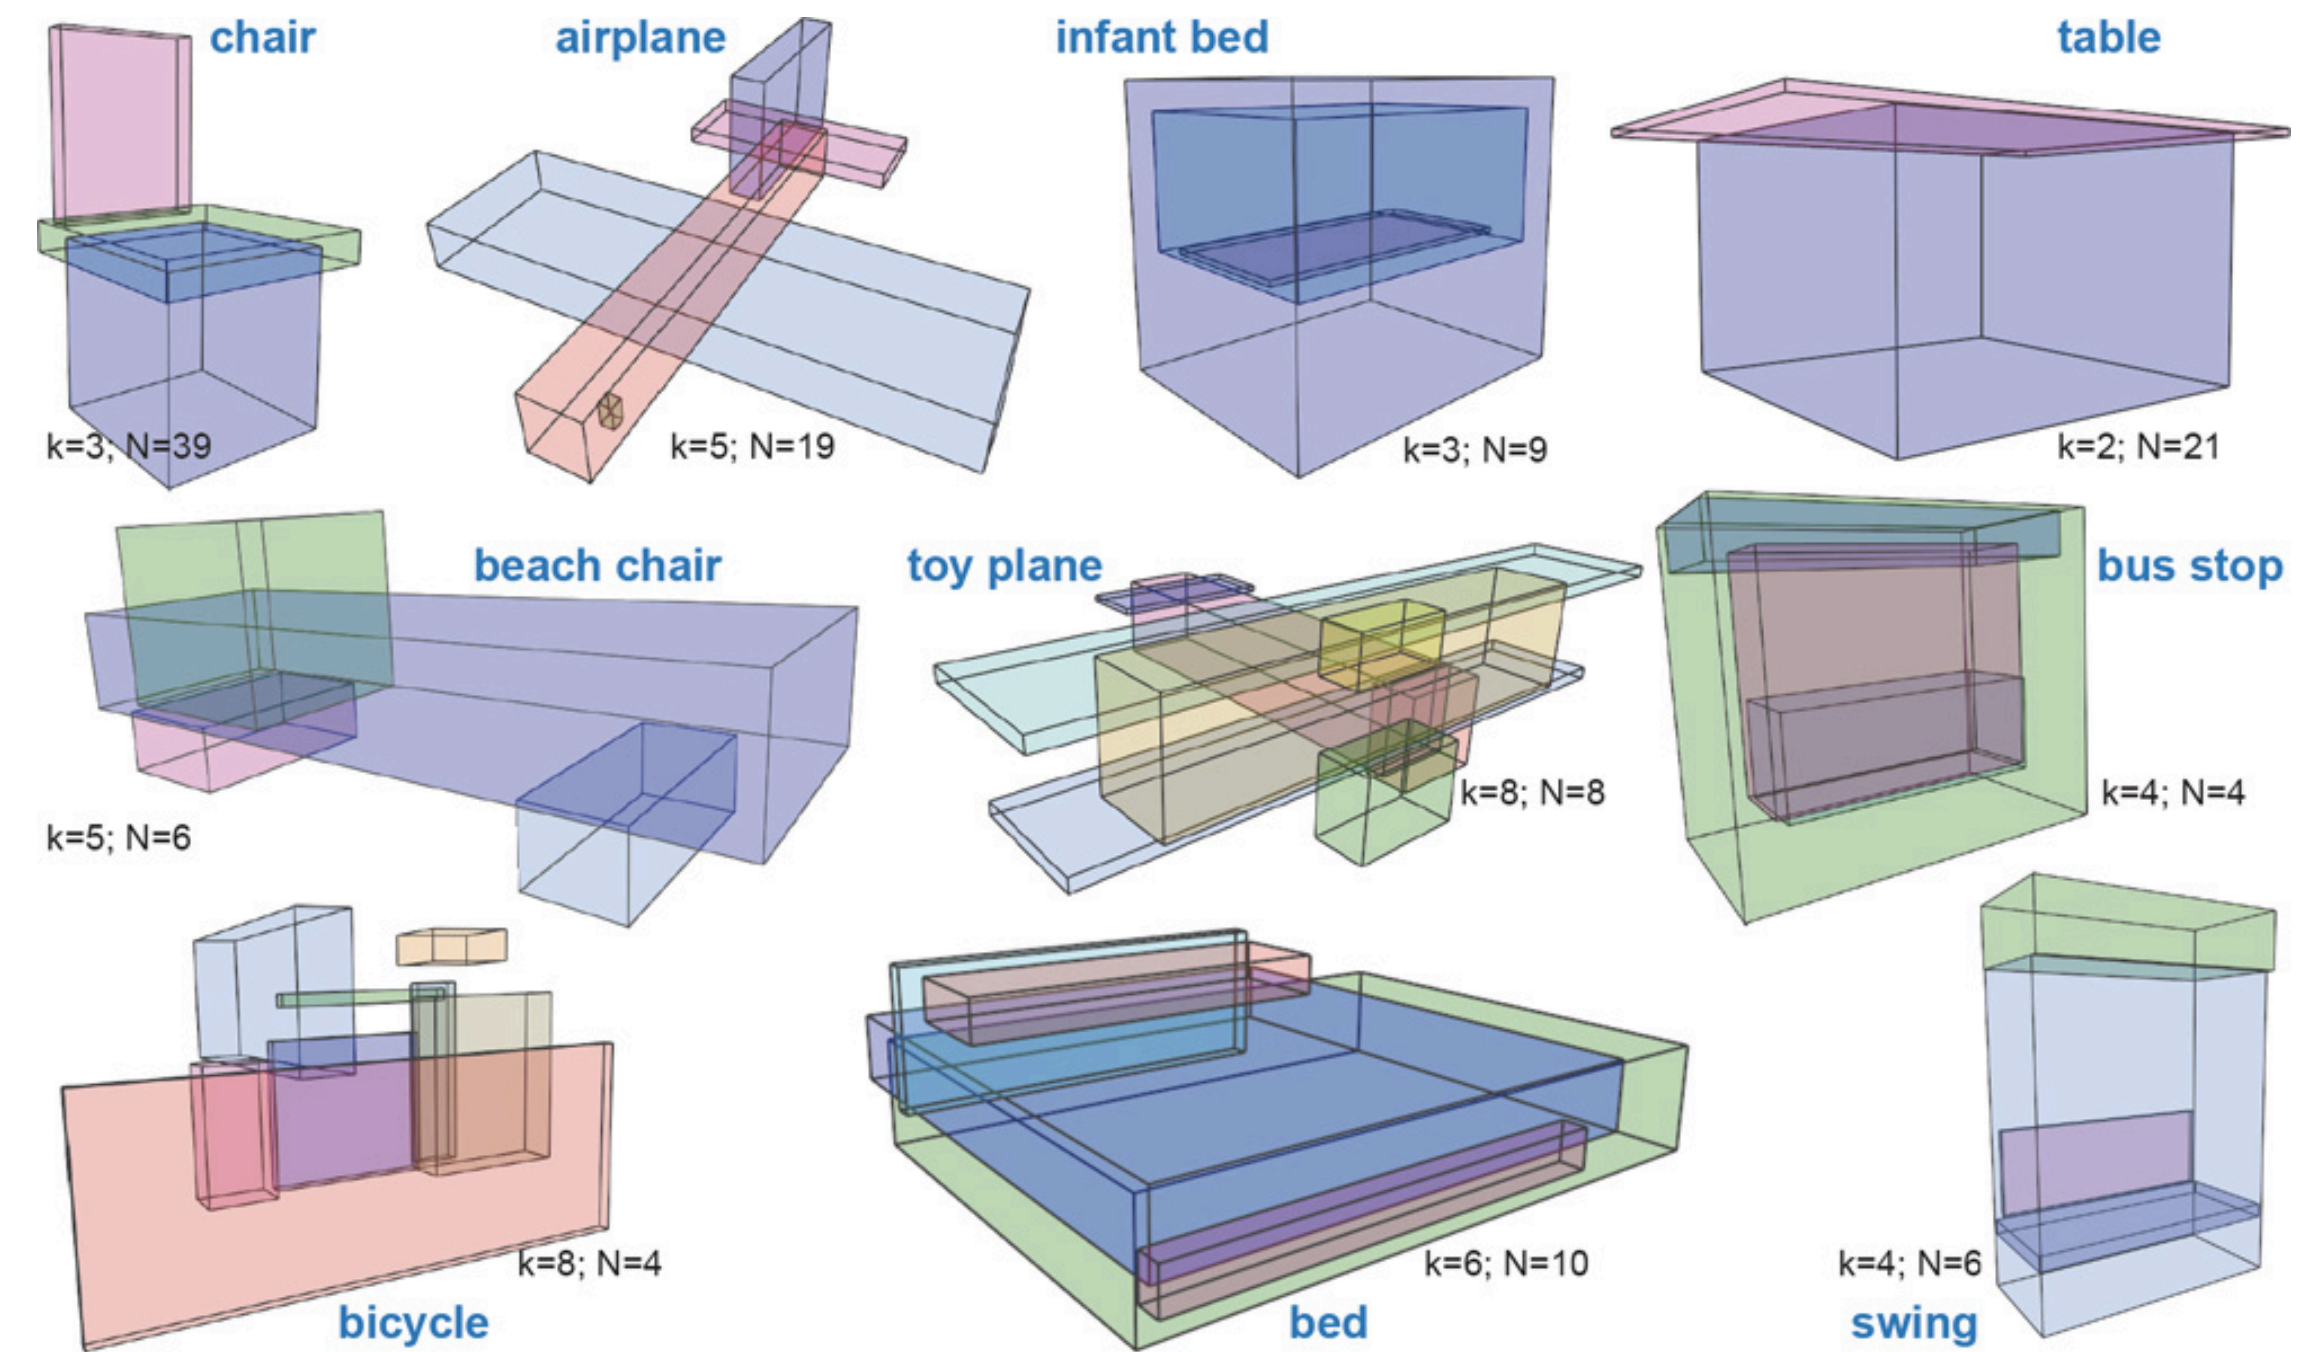 chair
airplane
infant bed
table
k=3; N=39
k=5; N=19
k=3; N=9
k=2; N=21
beach chair
toy plane
bus stop
k=5; N=6
k=8; N=8
k=4; N=4
k=8; N=4
bicycle
k=6; N=10
bed
k=4; N=6
swing